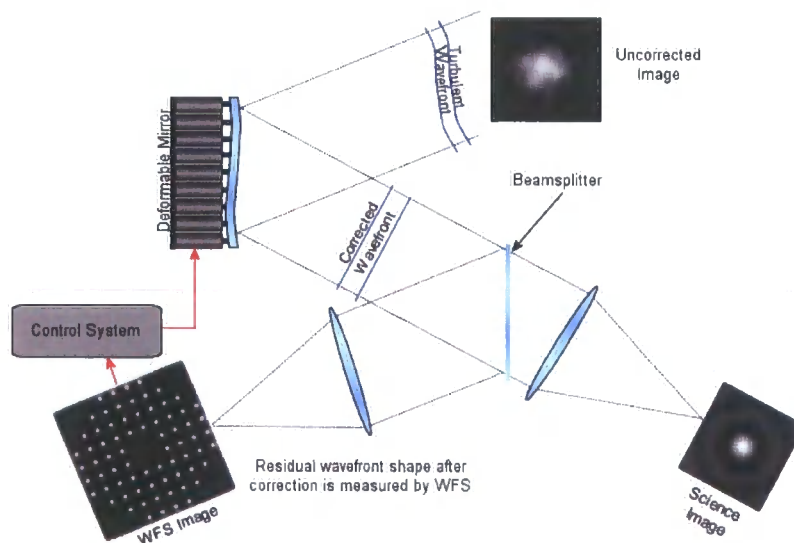 Turbulent
Wavefront
Uncorrected
Image
Deformable Mirror
Beamsplitter
Corrected
Wavefront
Control System
Residual wavefront shape after
correction is measured by WFS
WFS Image
Science
Image